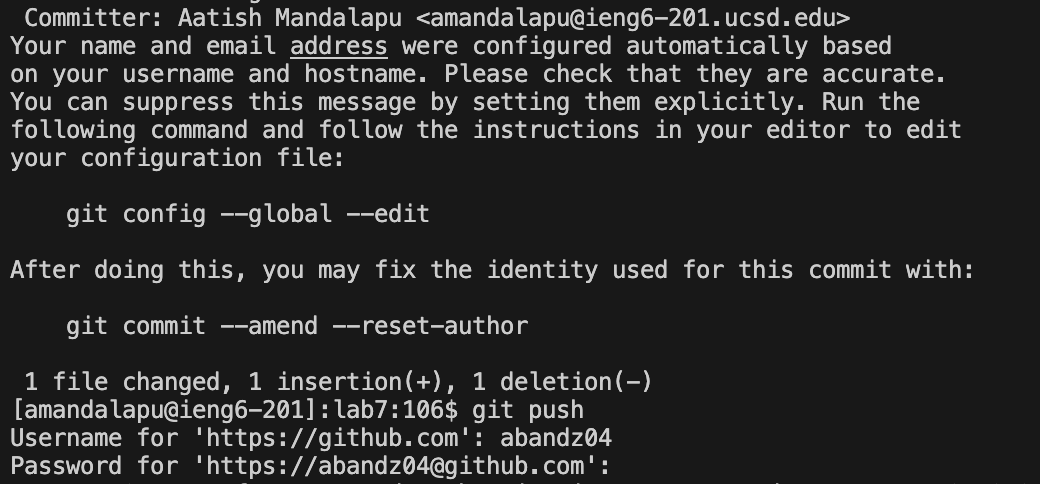 Committer: Aatish Mandalapu <amandalapu@ieng6-201.ucsd.edu>
Your name and email address were configured automatically based
on your username and hostname. Please check that they are accurate.
You can suppress this message by setting them explicitly. Run the
following command and follow the instructions in your editor to edit
your configuration file:
git config --global --edit
After doing this, you may fix the identity used for this commit with:
git commit --amend --reset-author
1 file changed, 1 insertion(+), 1 deletion(-)
[amandalapu@ieng6-201]:lab7:106$ git push
Username for 'https://github.com': abandz04
Password for 'https://abandz04@github.com':